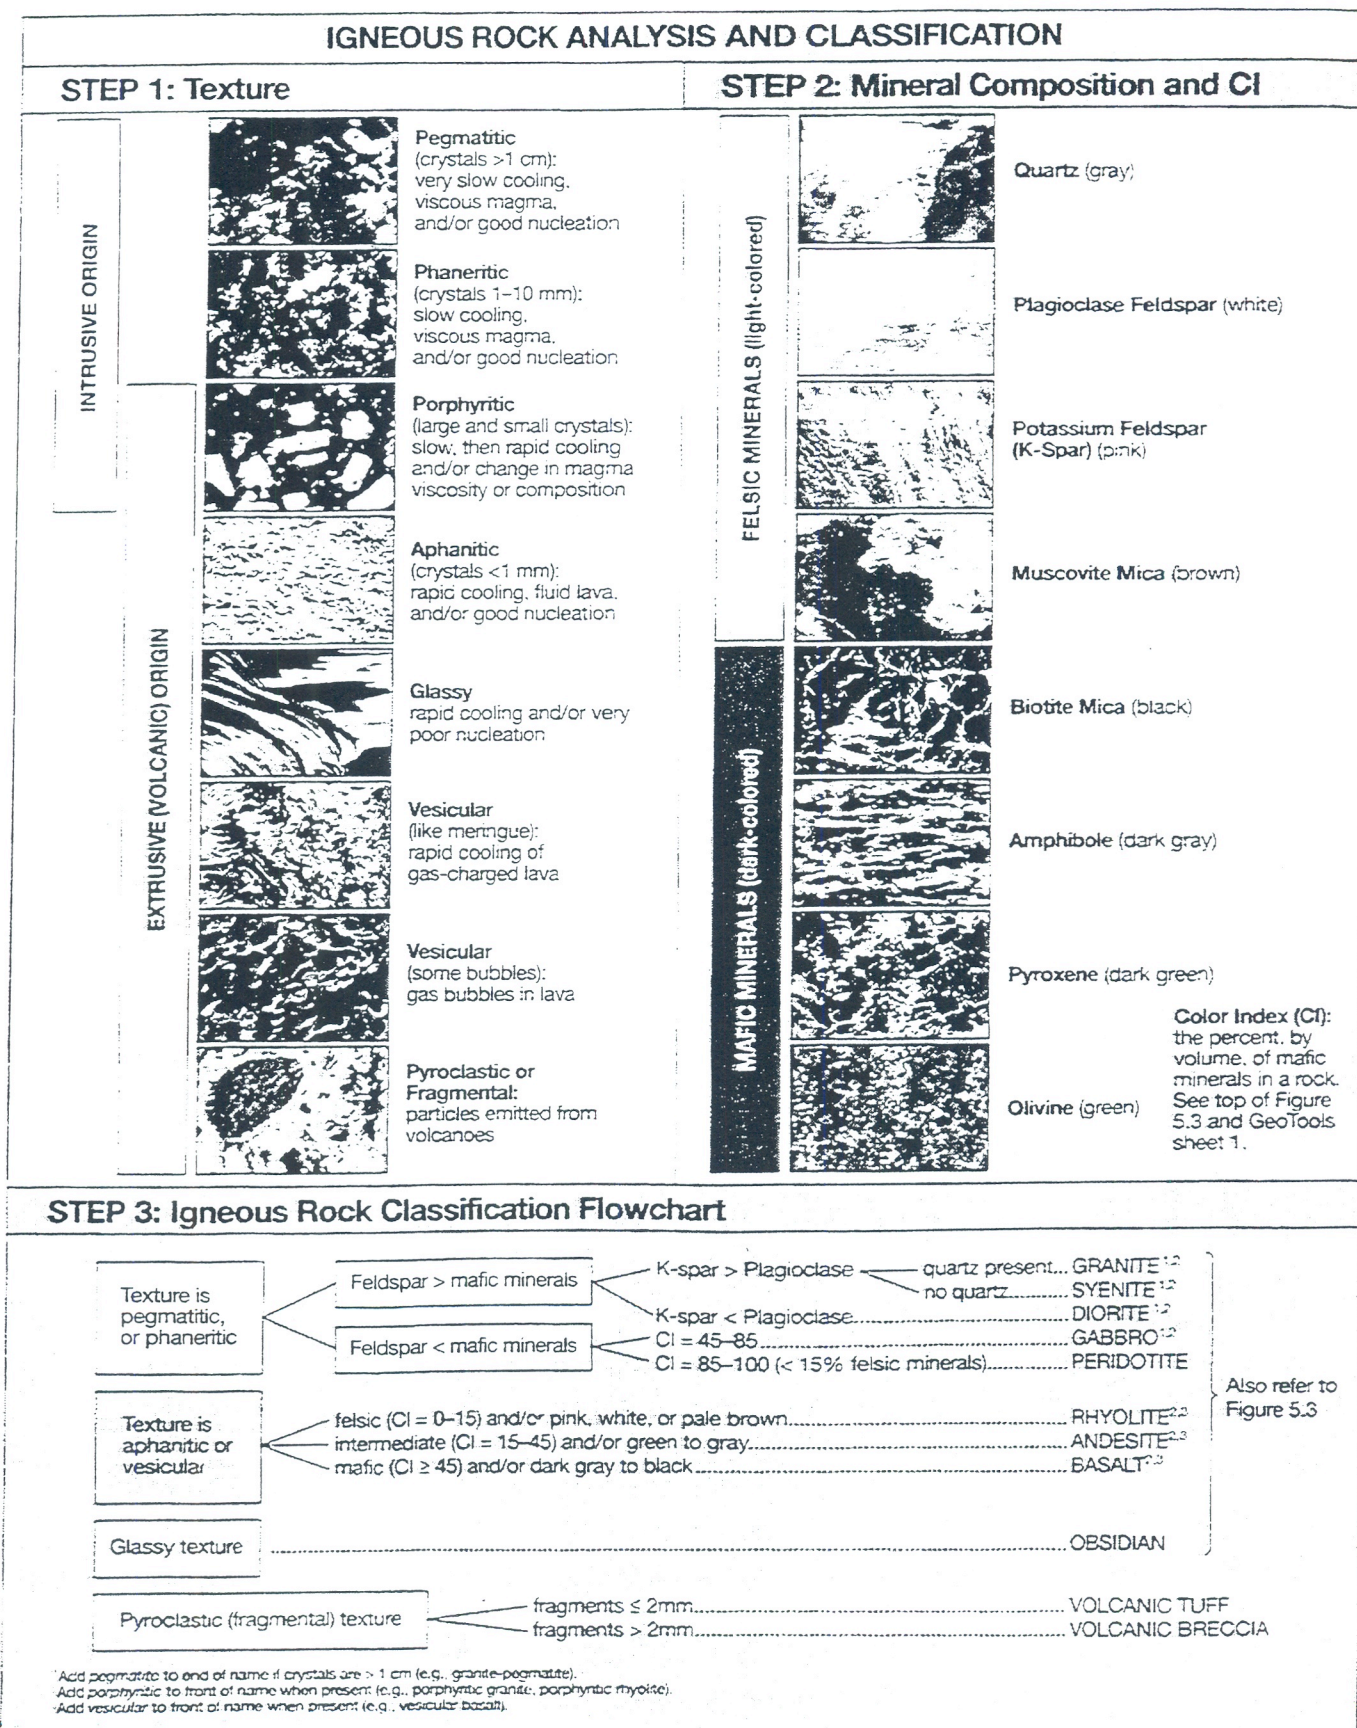 IGNEOUS ROCK ANALYSIS AND CLASSIFICATION
STEP 1: Texture
INTRUSIVE ORIGIN
EXTRUSIVE (VOLCANIC) ORIGIN
Pegmatitic
(crystals >1 cm):
very slow cooling,
viscous magma,
and/or good nucleation
Phaneritic
(crystals 1–10 mm):
slow cooling,
viscous magma,
and/or good nucleation
Porphyritic
(large and small crystals):
slow, then rapid cooling
and/or change in magma
viscosity or composition
Aphanitic
(crystals <1 mm):
rapid cooling, fluid lava,
and/or good nucleation
Glassy
rapid cooling and/or very
poor nucleation
Vesicular
(like meringue):
rapid cooling of
gas-charged lava
Vesicular
(some bubbles):
gas bubbles in lava
Pyroclastic or
Fragmental:
particles emitted from
volcanoes
STEP 2: Mineral Composition and CI
FELSIC MINERALS (light-colored)
MAFIC MINERALS (dark-colored)
Quartz (gray)
Plagioclase Feldspar (white)
Potassium Feldspar
(K-Spar) (pink)
Muscovite Mica (brown)
Biotite Mica (black)
Amphibole (dark gray)
Pyroxene (dark green)
Olivine (green)
Color Index (CI):
the percent, by
volume, of mafic
minerals in a rock.
See top of Figure
5.3 and GeoTools
sheet 1.
STEP 3: Igneous Rock Classification Flowchart
Texture is
pegmatitic,
or phaneritic
Feldspar > mafic minerals
K-spar > Plagioclase
quartz present... GRANITE1,2
no quartz.......... SYENITE1,2
K-spar < Plagioclase.......... DIORITE1,2
Feldspar < mafic minerals
CI = 45–85.......... GABBRO1,2
CI = 85–100 (< 15% felsic minerals).......... PERIDOTITE
Texture is
aphanitic or
vesicular
felsic (CI = 0–15) and/or pink, white, or pale brown.......... RHYOLITE2,3
intermediate (CI = 15–45) and/or green to gray.......... ANDESITE2,3
mafic (CI ≥ 45) and/or dark gray to black.......... BASALT2,3
Glassy texture .......... OBSIDIAN
Also refer to
Figure 5.3
Pyroclastic (fragmental) texture
fragments ≤ 2mm.......... VOLCANIC TUFF
fragments > 2mm.......... VOLCANIC BRECCIA
Add pegmatite to end of name if crystals are > 1 cm (e.g., granite-pegmatite).
Add porphyritic to front of name when present (e.g., porphyritic granite, porphyritic rhyolite).
Add vesicular to front of name when present (e.g., vesicular basalt).